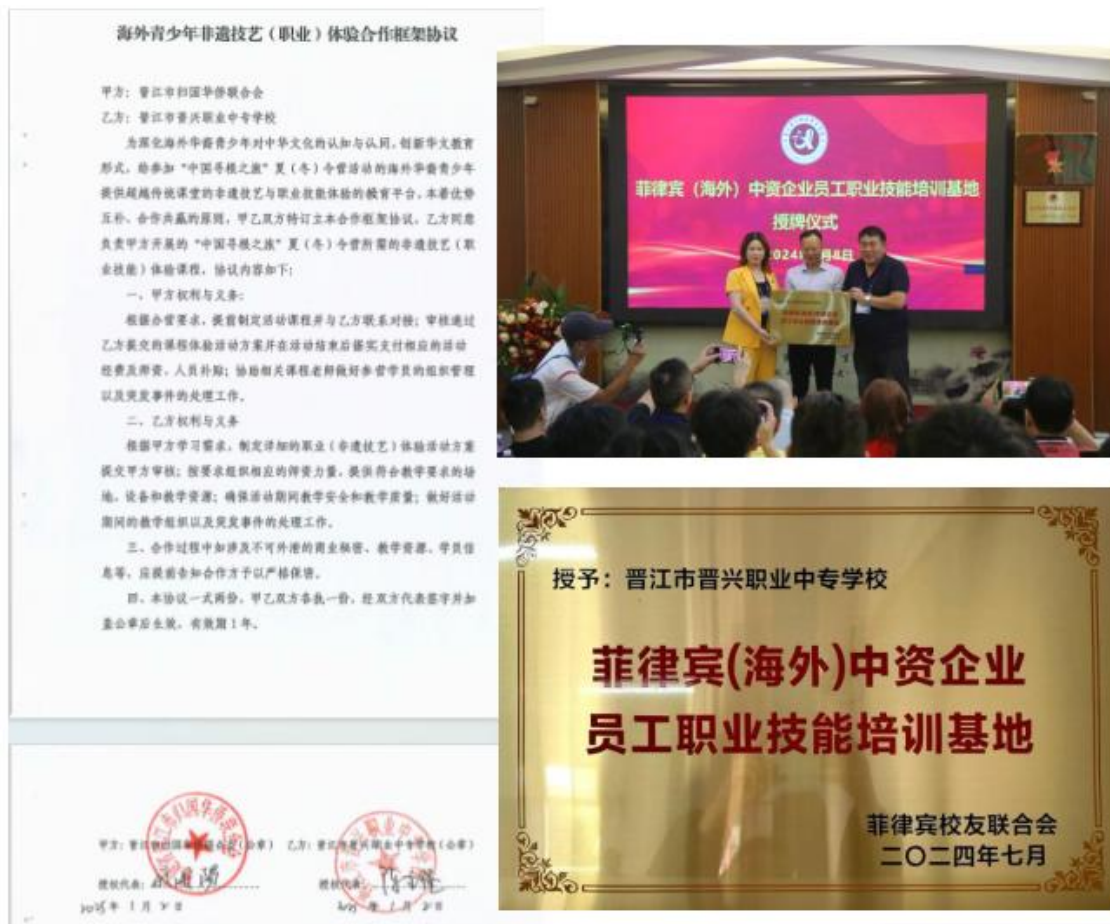 海外青少年非遗技艺（职业）体验合作框架协议
甲方：晋江市归国华侨联合会
乙方：晋江市晋兴职业中专学校
为深化海外华裔青少年对中华文化的认知与认同，创新华文教育
形式，给参加“中国寻根之旅”夏（冬）令营活动的海外华裔青少年
提供超越传统课堂的非遗技艺与职业技能体验的教育平台，本着优势
互补、合作共赢的原则，甲乙双方特订立本合作框架协议，乙方同意
负责甲方开展的“中国寻根之旅”夏（冬）令营所需的非遗技艺（职
业技能）体验课程，协议内容如下：
一、甲方权利与义务：
根据办营要求，提前制定活动课程并与乙方联系对接；审核通过
乙方提交的课程体验活动方案并在活动结束后据实支付相应的活动
经费及师资、人员补贴；协助相关课程老师做好参营学员的组织管理
以及突发事件的处理工作。
二、乙方权利与义务
根据甲方学习需求，制定详细的职业（非遗技艺）体验活动方案
提交甲方审核；按要求组织相应的师资力量，提供符合教学要求的场
地、设备和教学资源；确保活动期间教学安全和教学质量；做好活动
期间的教学组织以及突发事件的处理工作。
三、合作过程中如涉及不可外泄的商业秘密、教学资源、学员信
息等，应提前告知合作方予以严格保密。
四、本协议一式两份，甲乙双方各执一份，经双方代表签字并加
盖公章后生效，有效期1年。
甲方：晋江市归国华侨联合会（公章） 乙方：晋江市晋兴职业中专学校（公章）
授权代表： 授权代表：
2025年1月2日 2025年1月2日
菲律宾（海外）中资企业员工职业技能培训基地
授牌仪式
2024 月8日
授予：晋江市晋兴职业中专学校
菲律宾(海外)中资企业
员工职业技能培训基地
菲律宾校友联合会
二〇二四年七月